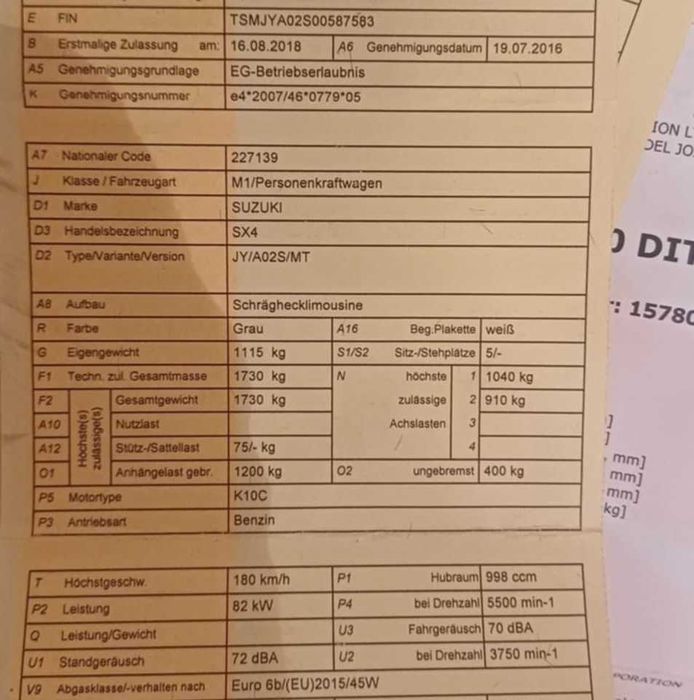 E FIN TSMJYA02S00587583
B Erstmalige Zulassung am: 16.08.2018 A6 Genehmigungsdatum 19.07.2016
A5 Genehmigungsgrundlage EG-Betriebserlaubnis
K Genehmigungsnummer e4*2007/46*0779*05
A7 Nationaler Code 227139
J Klasse / Fahrzeugart M1/Personenkraftwagen
D1 Marke SUZUKI
D3 Handelsbezeichnung SX4
D2 Type/Variante/Version JY/A02S/MT
A8 Aufbau Schräghecklimousine
R Farbe Grau A16 Beg.Plakette weiß
G Eigengewicht 1115 kg S1/S2 Sitz-/Stehplätze 5/-
F1 Techn. zul. Gesamtmasse 1730 kg N höchste 1 1040 kg
F2 Höchste(s) zulässige(s) Gesamtgewicht 1730 kg zulässige 2 910 kg
A10 Nutzlast Achslasten 3
A12 Stütz-/Sattellast 75/- kg 4
O1 Anhängelast gebr. 1200 kg O2 ungebremst 400 kg
P5 Motortype K10C
P3 Antriebsart Benzin
T Höchstgeschw. 180 km/h P1 Hubraum 998 ccm
P2 Leistung 82 kW P4 bei Drehzahl 5500 min-1
Q Leistung/Gewicht U3 Fahrgeräusch 70 dBA
U1 Standgeräusch 72 dBA U2 bei Drehzahl 3750 min-1
V9 Abgasklasse/-verhalten nach Euro 6b/(EU)2015/45W
ION L
DEL JO
DIT
: 15780
]
]
mm]
mm]
mm]
kg]
PORATION